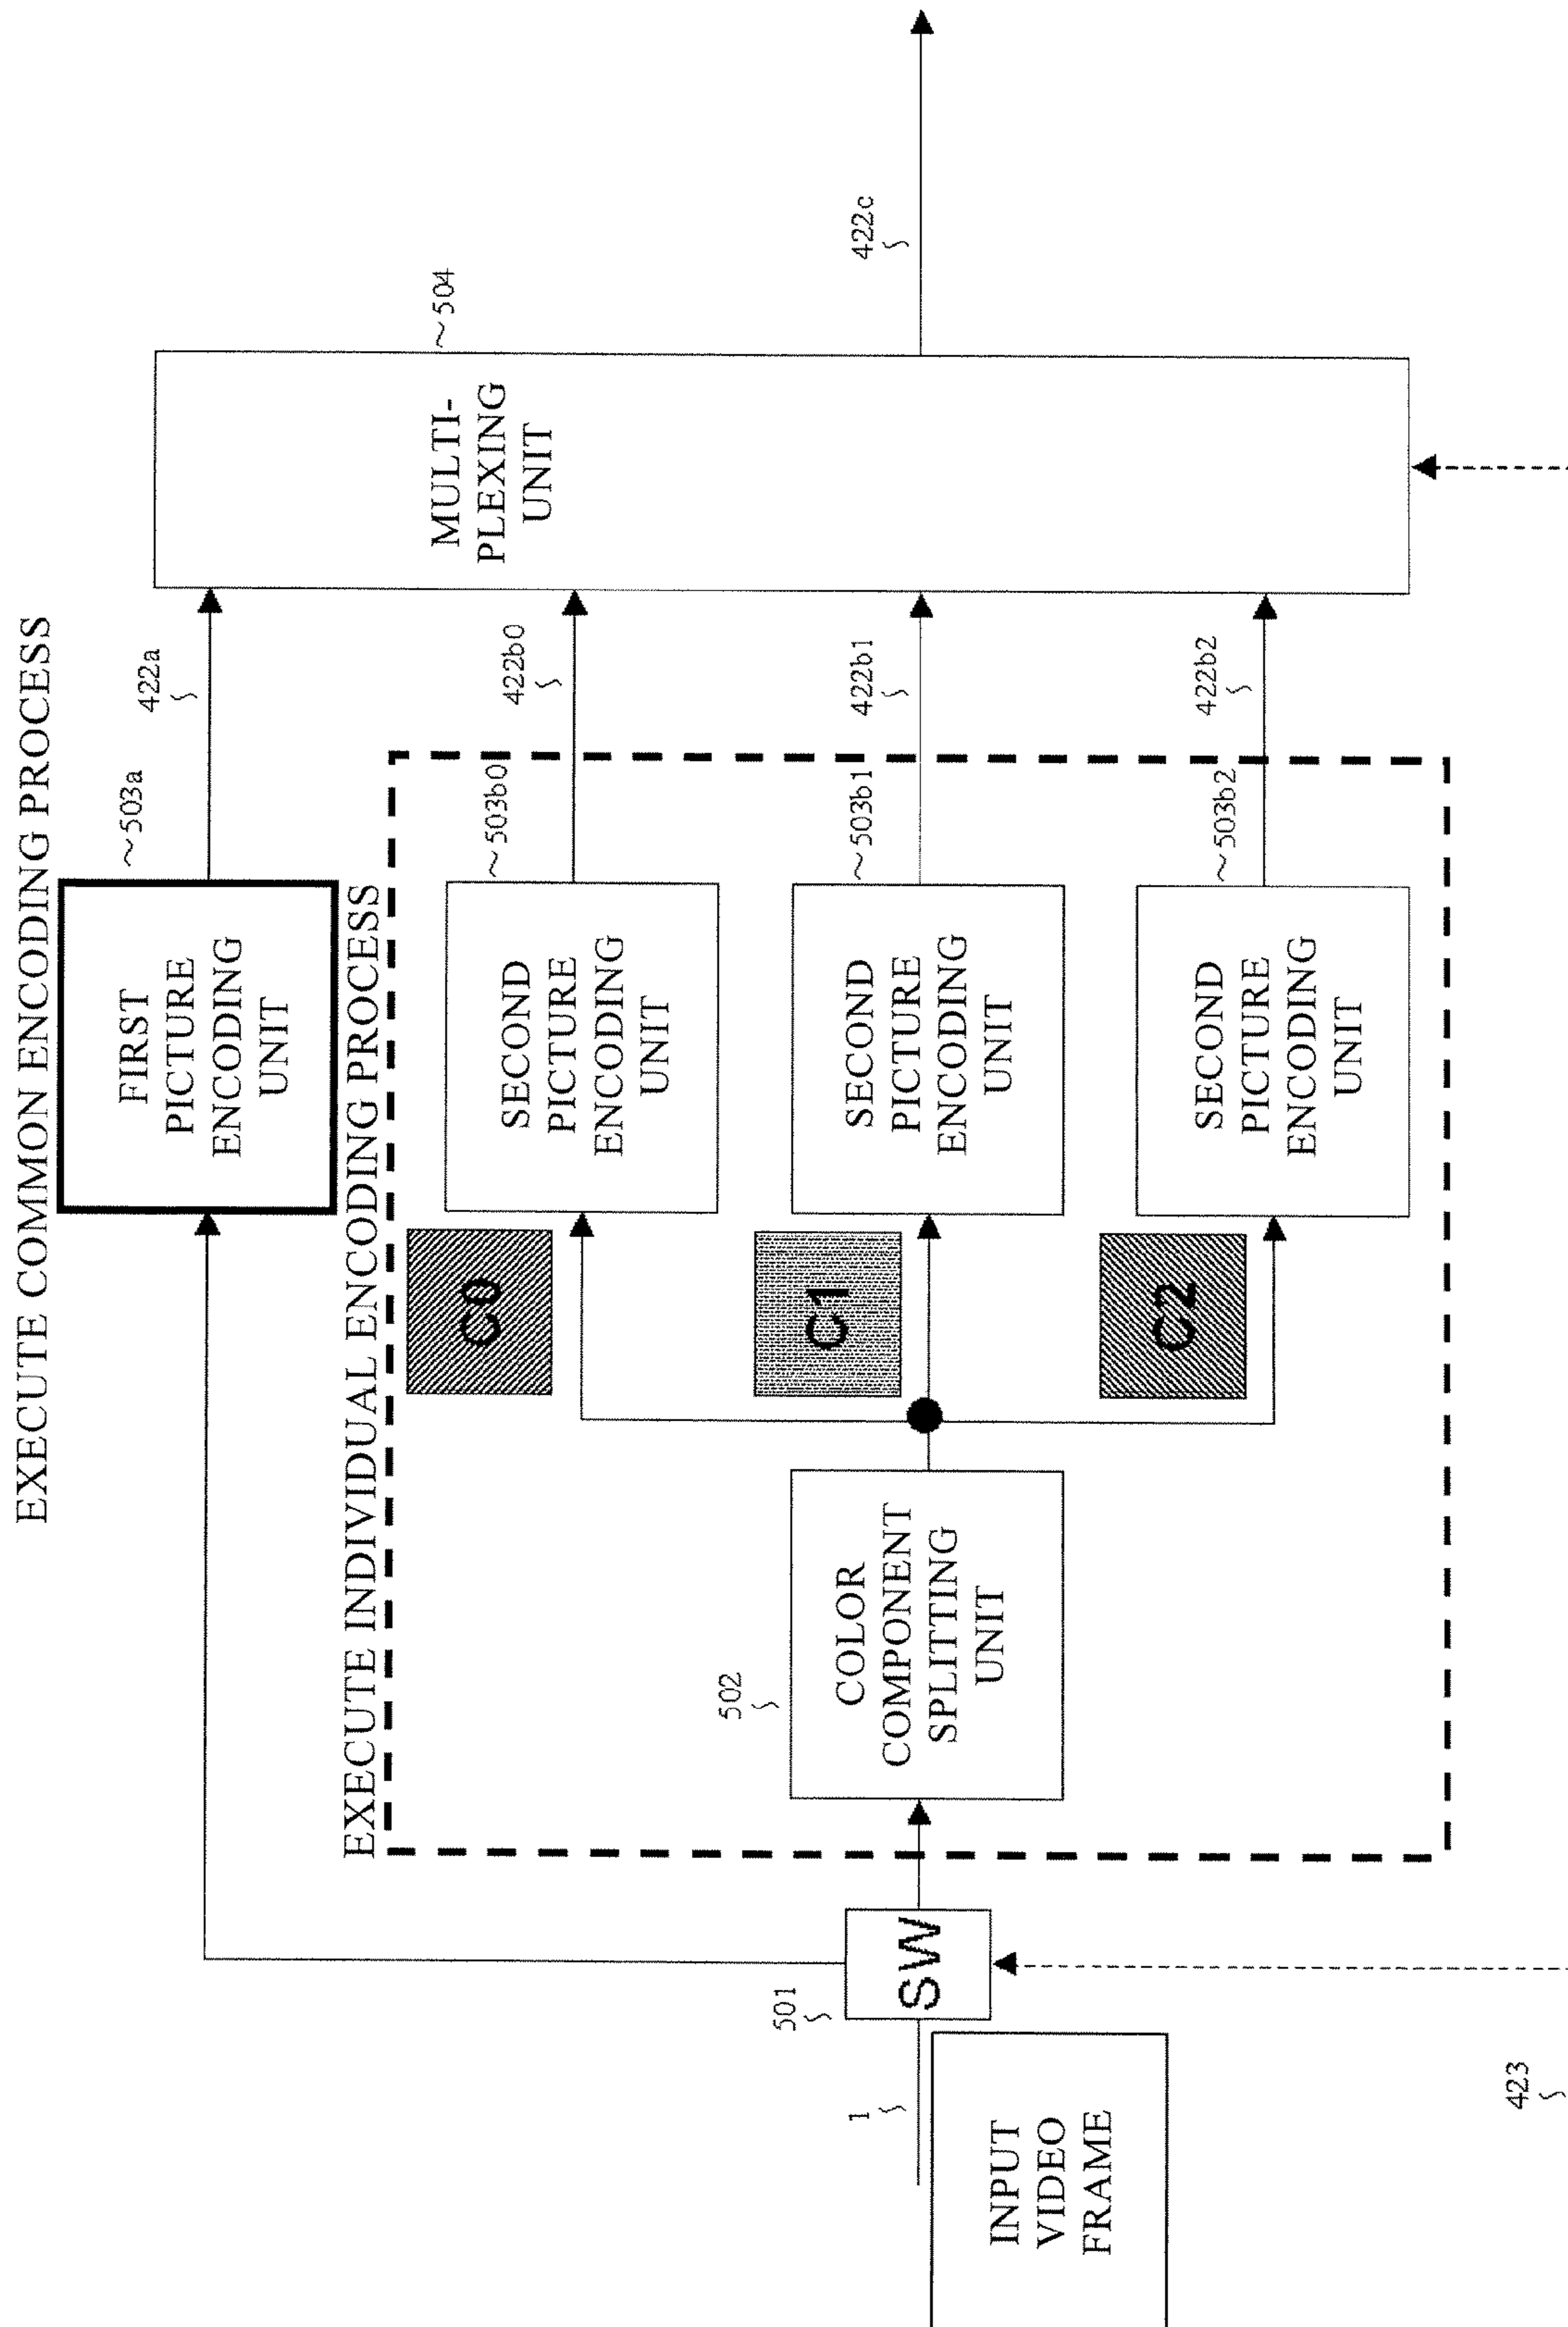 EXECUTE COMMON ENCODING PROCESS
FIRST
PICTURE
ENCODING
UNIT
~503a
422a
EXECUTE INDIVIDUAL ENCODING PROCESS
C0
SECOND
PICTURE
ENCODING
UNIT
~503b0
422b0
MULTI-
PLEXING
UNIT
~504
INPUT
VIDEO
FRAME
1
501
SW
502
COLOR
COMPONENT
SPLITTING
UNIT
C1
SECOND
PICTURE
ENCODING
UNIT
~503b1
422b1
422c
C2
SECOND
PICTURE
ENCODING
UNIT
~503b2
422b2
423